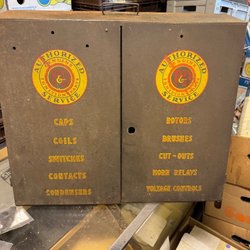 AUTHORIZED
SERVICE
CAPS
COILS
SWITCHES
CONTACTS
CONDENSERS
AUTHORIZED
SERVICE
ROTORS
BRUSHES
CUT-OUTS
HORN RELAYS
VOLTAGE CONTROLS